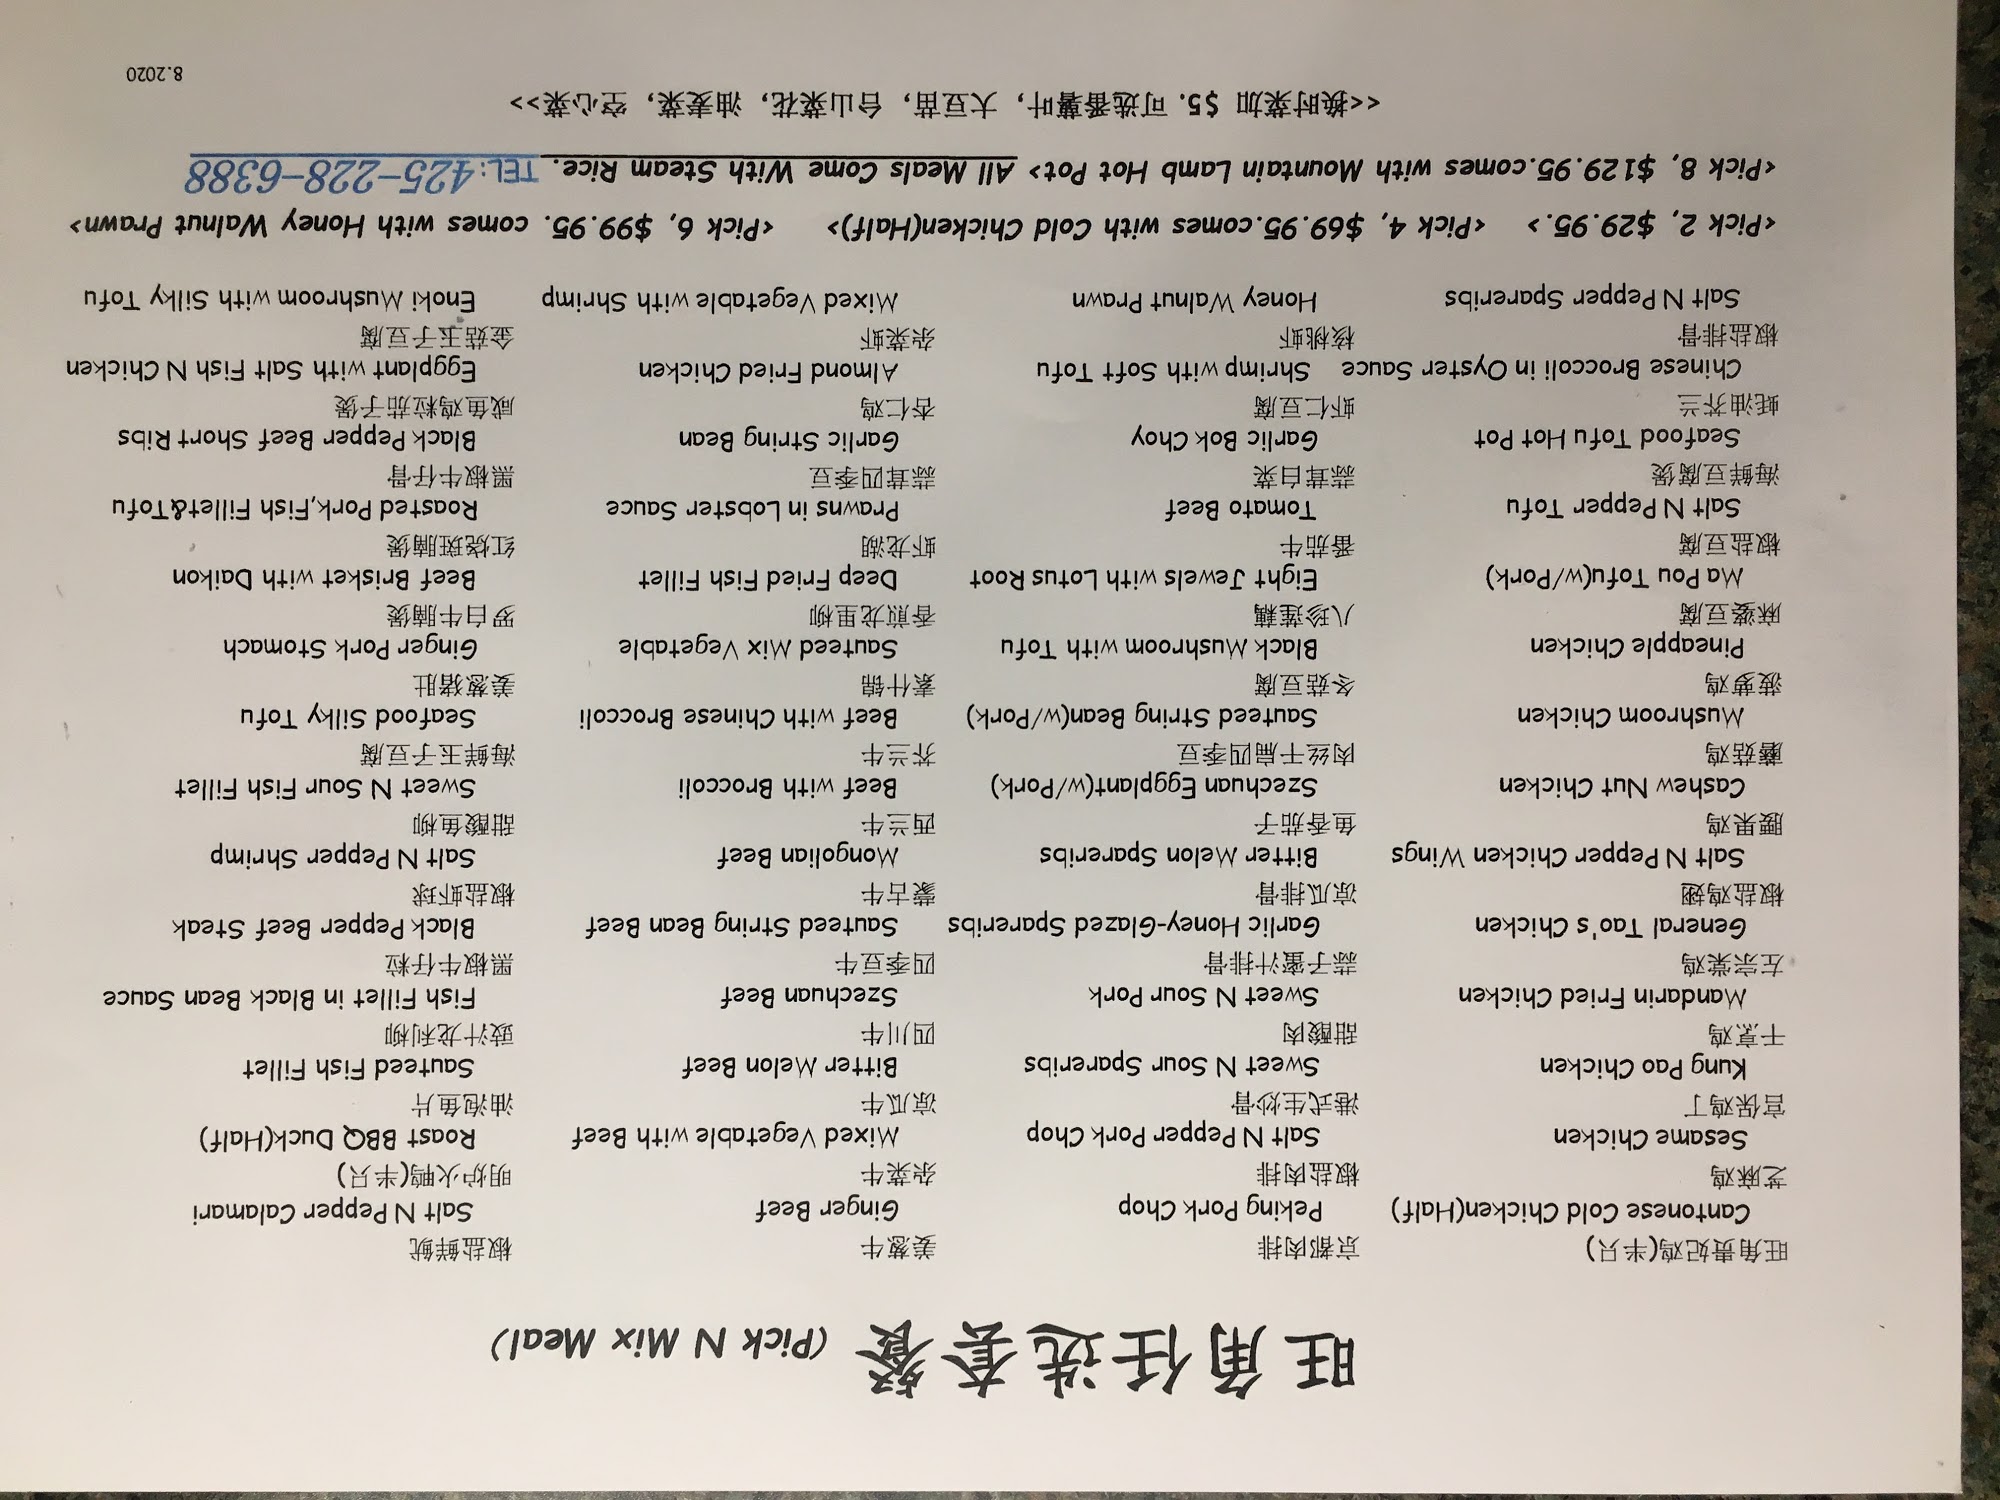 旺角任选套餐 (Pick N Mix Meal)
旺角贵妃鸡(半只) 京都肉排 姜葱牛 椒盐鲜鱿
Cantonese Cold Chicken(Half) Peking Pork Chop Ginger Beef Salt N Pepper Calamari
芝麻鸡 椒盐肉排 杂菜牛 明炉火鸭(半只)
Sesame Chicken Salt N Pepper Pork Chop Mixed Vegetable with Beef Roast BBQ Duck(Half)
宫保鸡丁 港式生炒骨 凉瓜牛 油泡鱼片
Kung Pao Chicken Sweet N Sour Spareribs Bitter Melon Beef Sauteed Fish Fillet
干烹鸡 甜酸肉 四川牛 豉汁龙利柳
Mandarin Fried Chicken Sweet N Sour Pork Szechuan Beef Fish Fillet in Black Bean Sauce
左宗棠鸡 蒜子蜜汁排骨 四季豆牛 黑椒牛仔粒
General Tao's Chicken Garlic Honey-Glazed Spareribs Sauteed String Bean Beef Black Pepper Beef Steak
椒盐鸡翅 凉瓜排骨 蒙古牛 椒盐虾球
Salt N Pepper Chicken Wings Bitter Melon Spareribs Mongolian Beef Salt N Pepper Shrimp
腰果鸡 鱼香茄子 西兰牛 甜酸鱼柳
Cashew Nut Chicken Szechuan Eggplant(w/Pork) Beef with Broccoli Sweet N Sour Fish Fillet
蘑菇鸡 肉丝干扁四季豆 芥兰牛 海鲜玉子豆腐
Mushroom Chicken Sauteed String Bean(w/Pork) Beef with Chinese Broccoli Seafood Silky Tofu
菠萝鸡 冬菇豆腐 素什锦 姜葱猪肚
Pineapple Chicken Black Mushroom with Tofu Sauteed Mix Vegetable Ginger Pork Stomach
麻婆豆腐 八珍莲藕 香煎龙里柳 罗白牛腩煲
Ma Pou Tofu(w/Pork) Eight Jewels with Lotus Root Deep Fried Fish Fillet Beef Brisket with Daikon
椒盐豆腐 番茄牛 虾龙湖 红烧斑腩煲
Salt N Pepper Tofu Tomato Beef Prawns in Lobster Sauce Roasted Pork,Fish Fillet&Tofu
海鲜豆腐煲 蒜茸白菜 蒜茸四季豆 黑椒牛仔骨
Seafood Tofu Hot Pot Garlic Bok Choy Garlic String Bean Black Pepper Beef Short Ribs
蚝油芥兰 虾仁豆腐 杏仁鸡 咸鱼鸡粒茄子煲
Chinese Broccoli in Oyster Sauce Shrimp with Soft Tofu Almond Fried Chicken Eggplant with Salt Fish N Chicken
椒盐排骨 核桃虾 杂菜虾 金菇玉子豆腐
Salt N Pepper Spareribs Honey Walnut Prawn Mixed Vegetable with Shrimp Enoki Mushroom with Silky Tofu
<Pick 2, $29.95.> <Pick 4, $69.95.comes with Cold Chicken(Half)> <Pick 6, $99.95. comes with Honey Walnut Prawn>
<Pick 8, $129.95.comes with Mountain Lamb Hot Pot> All Meals Come With Steam Rice. TEL:425-228-6388
<<换时菜加 $5. 可选番薯叶，大豆苗，台山菜花，油麦菜，空心菜>>
8.2020